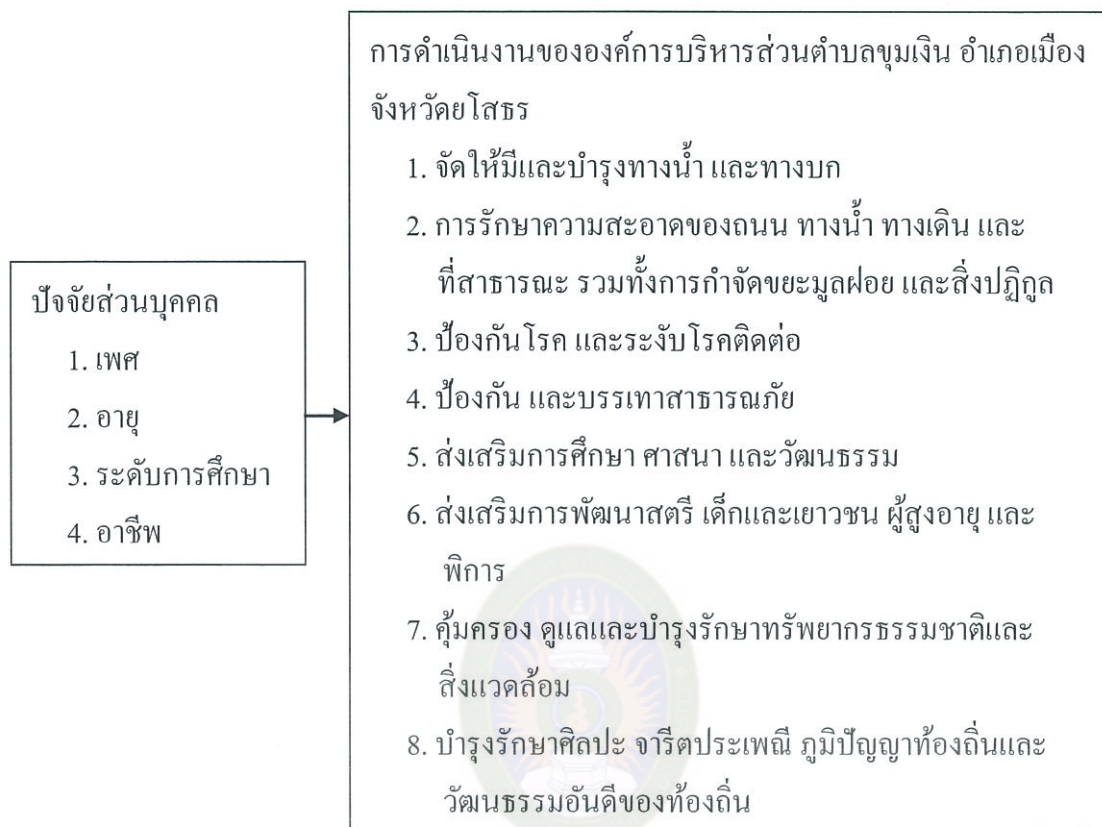 ปัจจัยส่วนบุคคล
1. เพศ
2. อายุ
3. ระดับการศึกษา
4. อาชีพ
การดำเนินงานขององค์การบริหารส่วนตำบลขุมเงิน อำเภอเมือง
จังหวัดยโสธร
1. จัดให้มีและบำรุงทางน้ำ และทางบก
2. การรักษาความสะอาดของถนน ทางน้ำ ทางเดิน และ
ที่สาธารณะ รวมทั้งการกำจัดขยะมูลฝอย และสิ่งปฏิกูล
3. ป้องกันโรค และระงับโรคติดต่อ
4. ป้องกัน และบรรเทาสาธารณภัย
5. ส่งเสริมการศึกษา ศาสนา และวัฒนธรรม
6. ส่งเสริมการพัฒนาสตรี เด็กและเยาวชน ผู้สูงอายุ และ
พิการ
7. คุ้มครอง ดูแลและบำรุงรักษาทรัพยากรธรรมชาติและ
สิ่งแวดล้อม
8. บำรุงรักษาศิลปะ จารีตประเพณี ภูมิปัญญาท้องถิ่นและ
วัฒนธรรมอันดีของท้องถิ่น